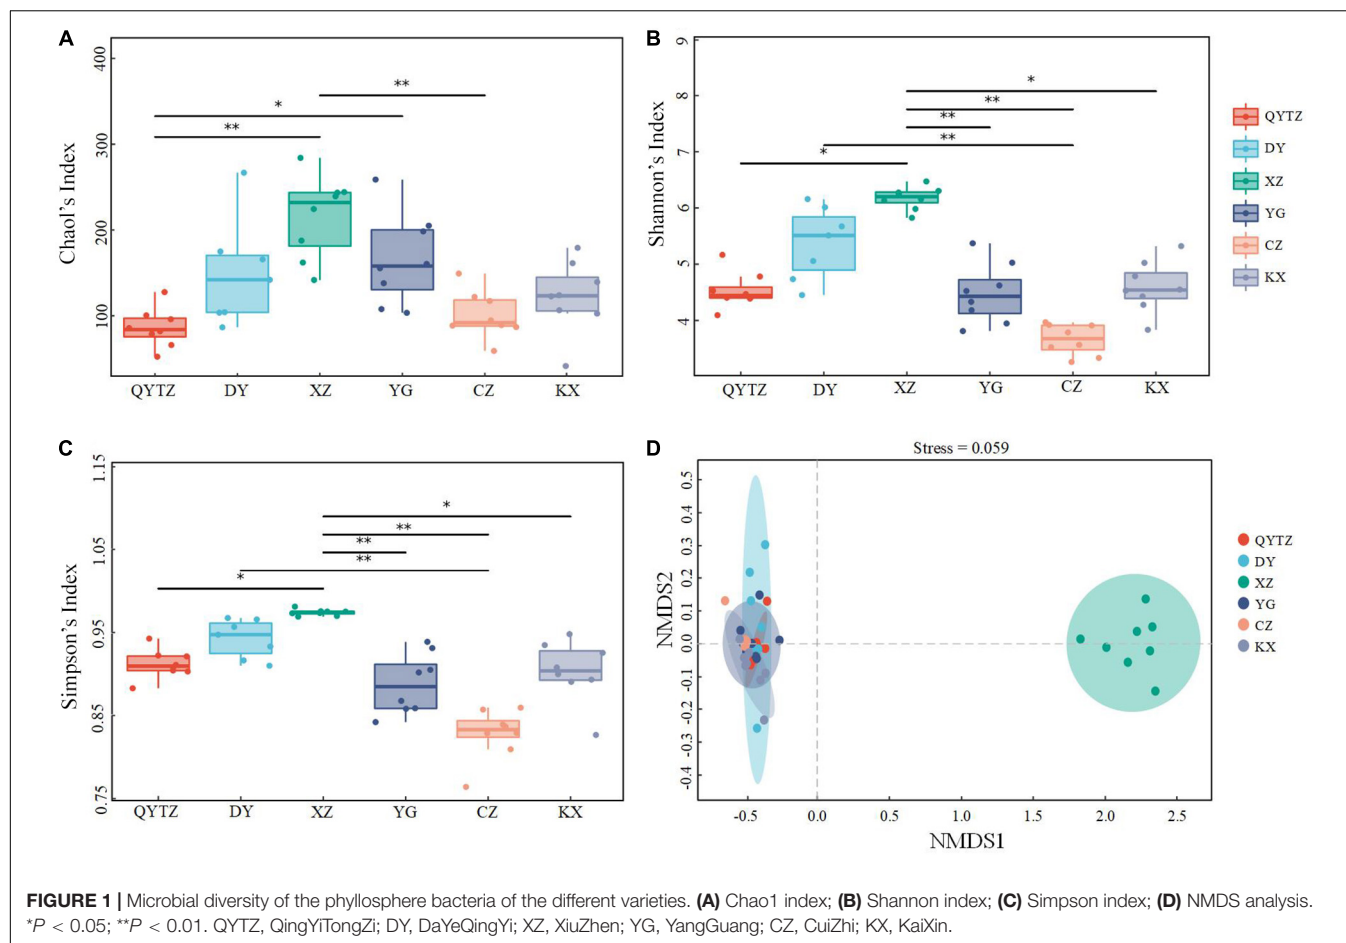 A
400
300
200
100
Chaol's Index
**
*
**
QYTZ DY XZ YG CZ KX
B
9
8
7
6
5
4
Shannon's Index
*
**
**
**
*
QYTZ DY XZ YG CZ KX
QYTZ
DY
XZ
YG
CZ
KX
C
1.15
1.05
0.95
0.85
0.75
Simpson's Index
*
**
**
**
*
QYTZ DY XZ YG CZ KX
D
Stress = 0.059
0.5
0.4
0.3
0.2
0.1
-0.0
-0.1
-0.2
-0.3
-0.4
NMDS2
-0.5 0.0 0.5 1.0 1.5 2.0 2.5
NMDS1
QYTZ
DY
XZ
YG
CZ
KX
FIGURE 1 | Microbial diversity of the phyllosphere bacteria of the different varieties. (A) Chao1 index; (B) Shannon index; (C) Simpson index; (D) NMDS analysis.
*P < 0.05; **P < 0.01. QYTZ, QingYiTongZi; DY, DaYeQingYi; XZ, XiuZhen; YG, YangGuang; CZ, CuiZhi; KX, KaiXin.